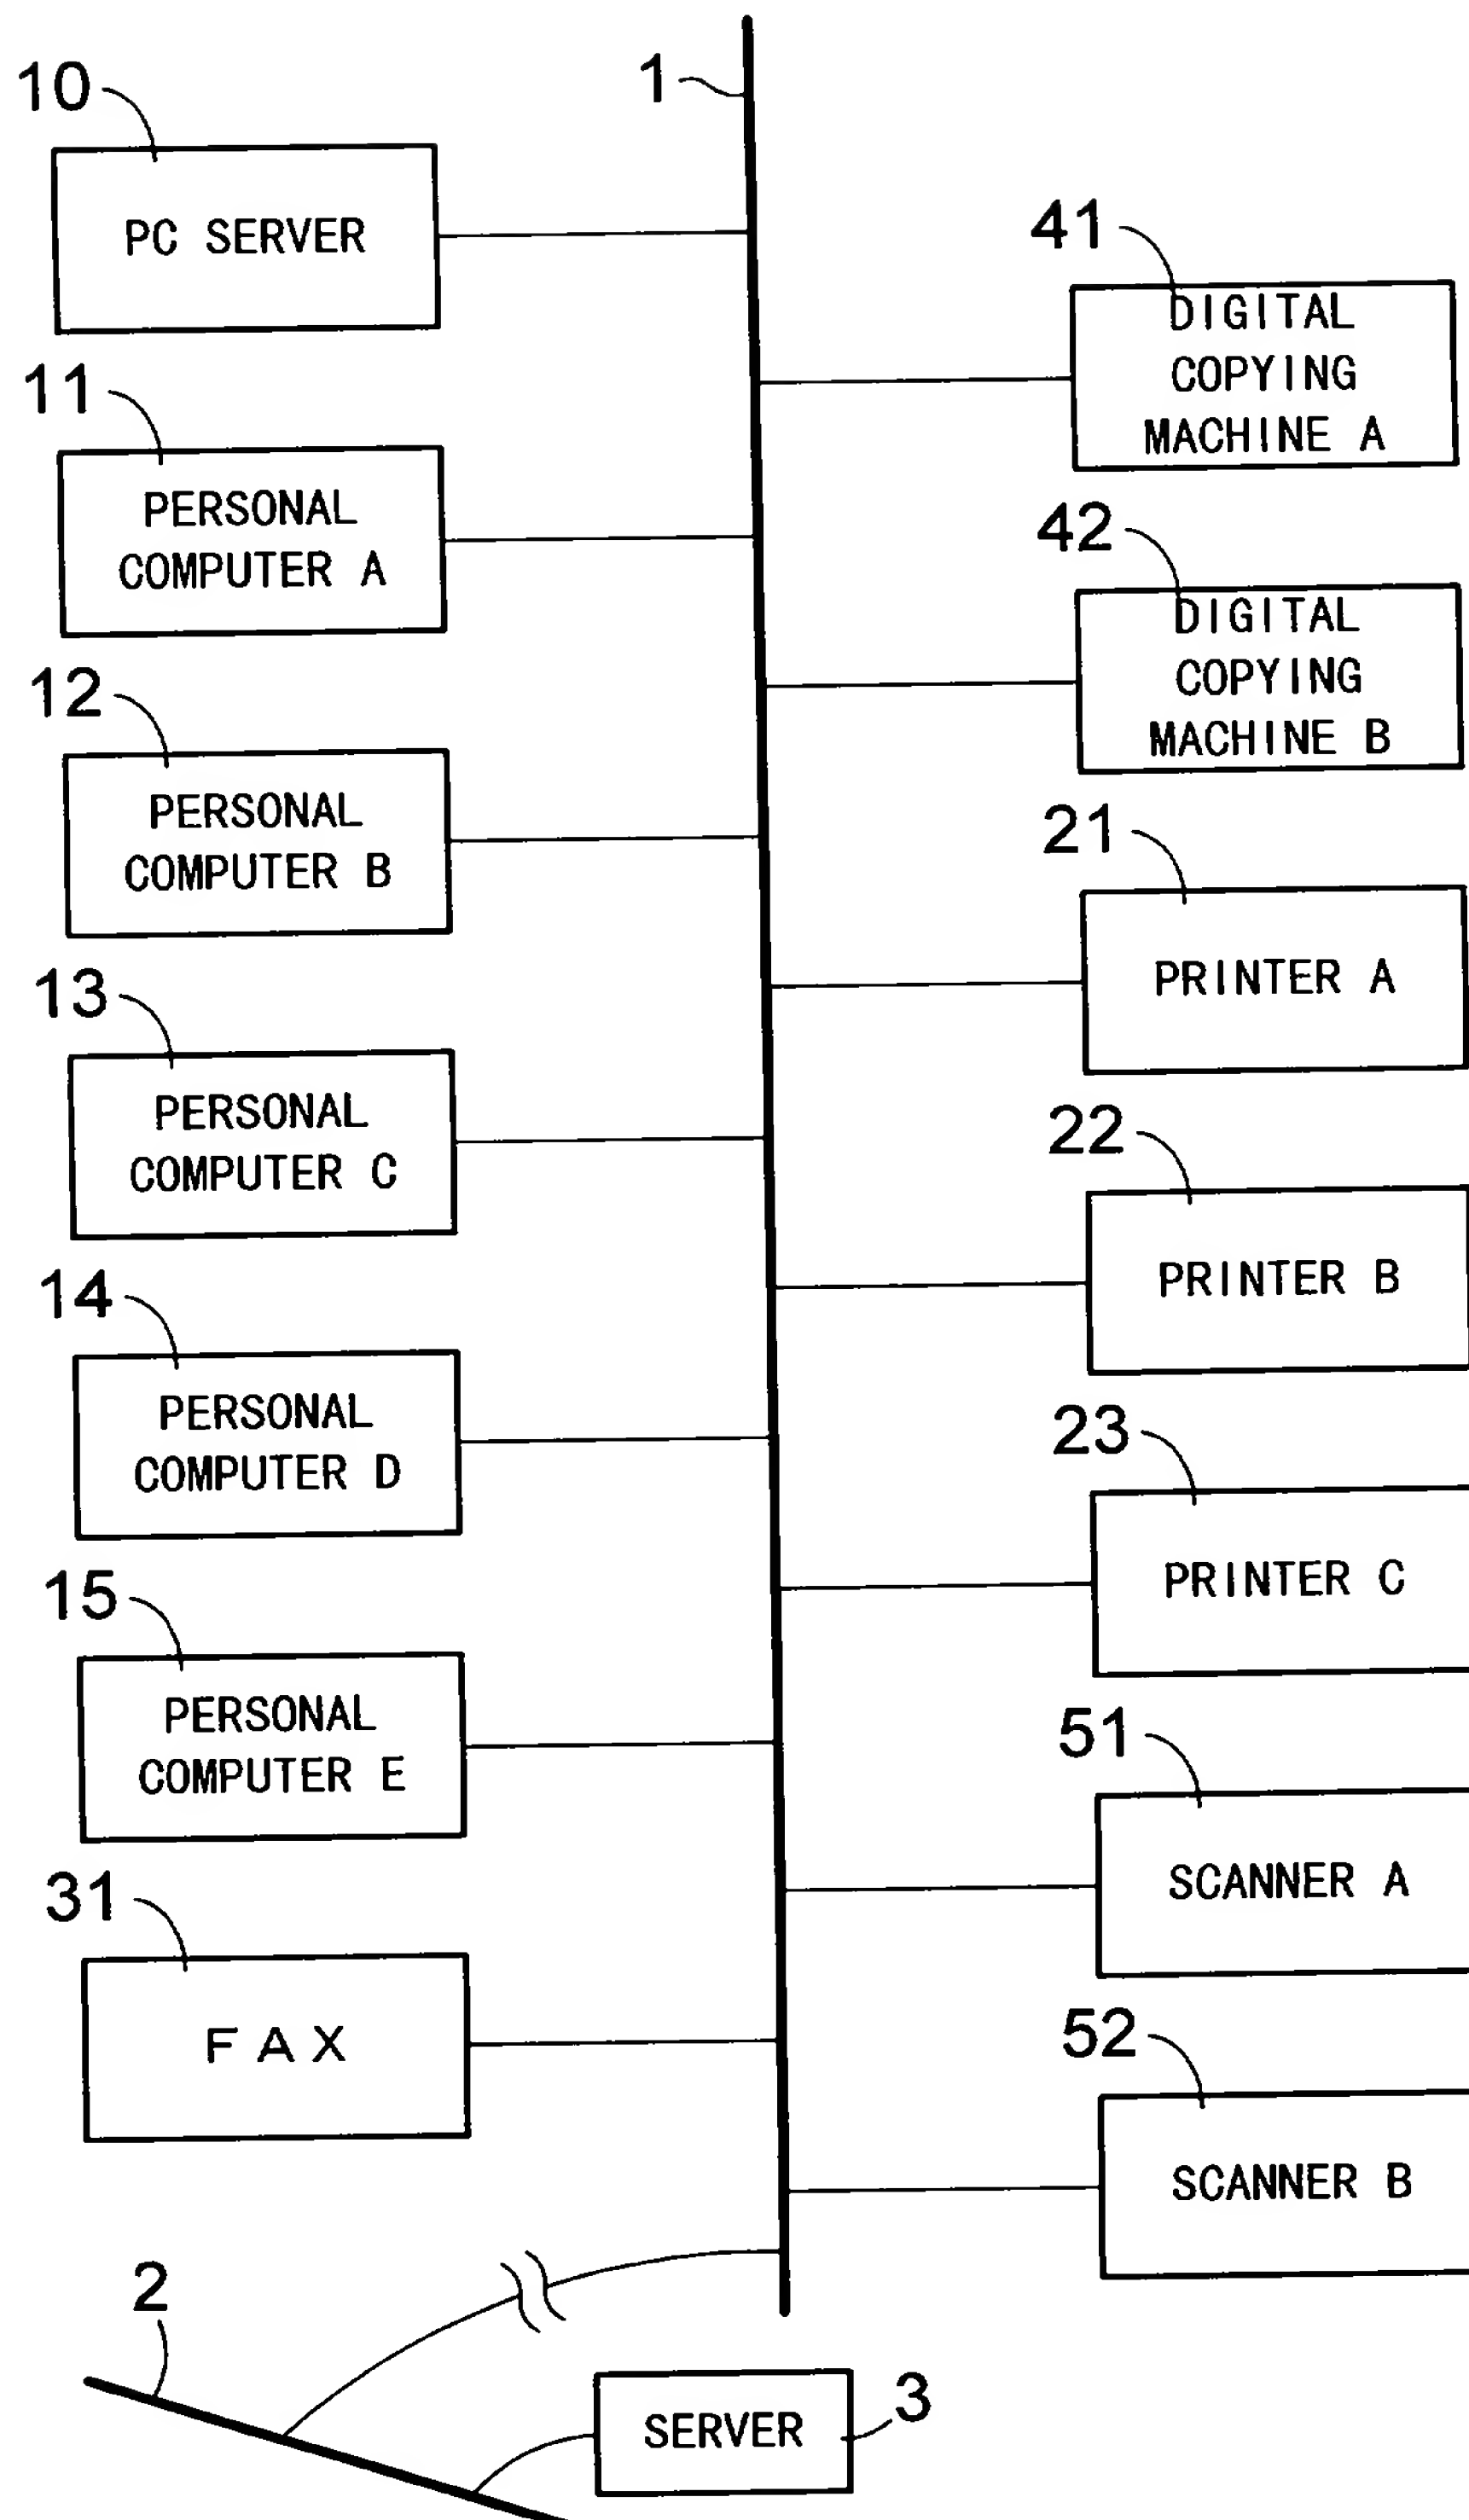 10
PC SERVER
11
PERSONAL
COMPUTER A
12
PERSONAL
COMPUTER B
13
PERSONAL
COMPUTER C
14
PERSONAL
COMPUTER D
15
PERSONAL
COMPUTER E
31
FAX
1
41
DIGITAL
COPYING
MACHINE A
42
DIGITAL
COPYING
MACHINE B
21
PRINTER A
22
PRINTER B
23
PRINTER C
51
SCANNER A
52
SCANNER B
2
SERVER
3